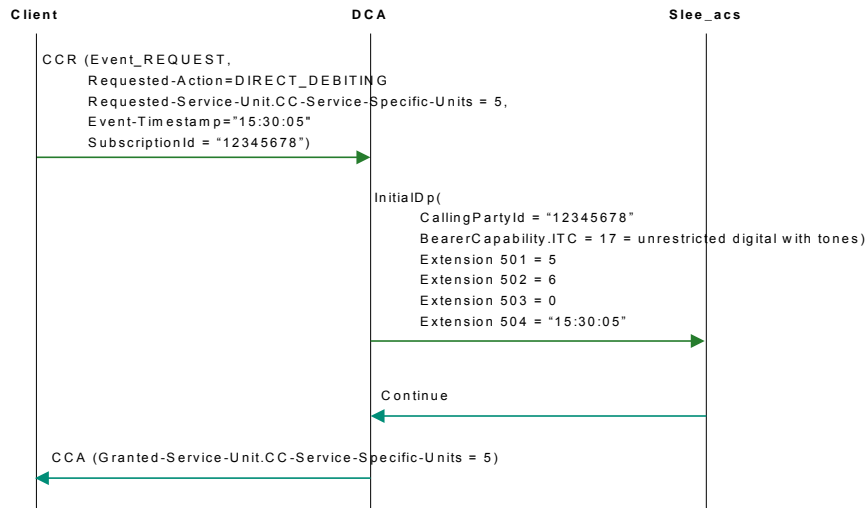 Client DCA Slee_acs
CCR (Event_REQUEST,
Requested-Action=DIRECT_DEBITING
Requested-Service-Unit.CC-Service-Specific-Units = 5,
Event-Timestamp="15:30:05"
SubscriptionId = “12345678”)
InitialDp(
CallingPartyId = “12345678”
BearerCapability.ITC = 17 = unrestricted digital with tones)
Extension 501 = 5
Extension 502 = 6
Extension 503 = 0
Extension 504 = “15:30:05”
Continue
CCA (Granted-Service-Unit.CC-Service-Specific-Units = 5)